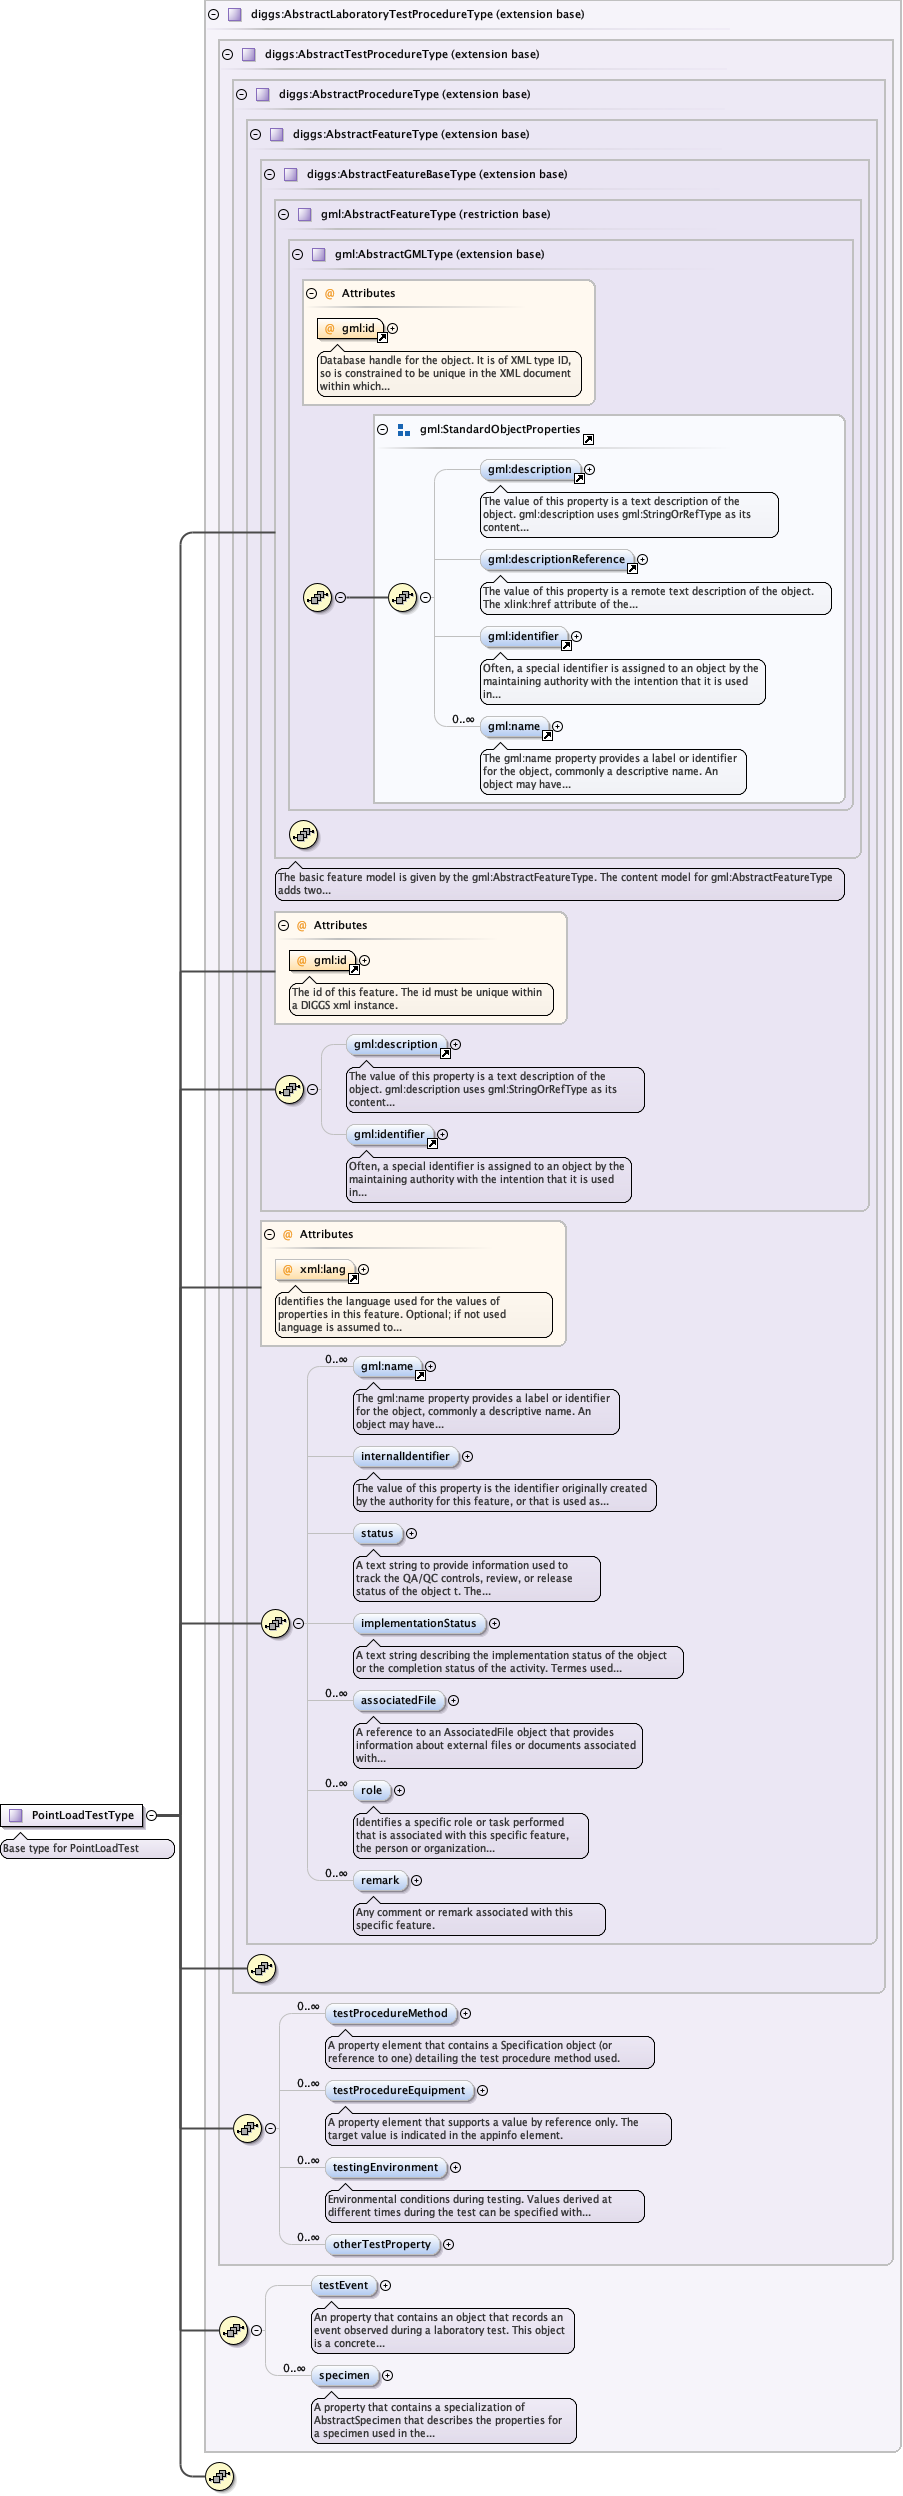 diggs:AbstractLaboratoryTestProcedureType (extension base)
diggs:AbstractTestProcedureType (extension base)
diggs:AbstractProcedureType (extension base)
diggs:AbstractFeatureType (extension base)
diggs:AbstractFeatureBaseType (extension base)
gml:AbstractFeatureType (restriction base)
gml:AbstractGMLType (extension base)
@ Attributes
@ gml:id
Database handle for the object. It is of XML type ID,
so is constrained to be unique in the XML document
within which...
gml:StandardObjectProperties
gml:description
The value of this property is a text description of the
object. gml:description uses gml:StringOrRefType as its
content...
gml:descriptionReference
The value of this property is a remote text description of the object.
The xlink:href attribute of the...
gml:identifier
Often, a special identifier is assigned to an object by the
maintaining authority with the intention that it is used
in...
0..∞
gml:name
The gml:name property provides a label or identifier
for the object, commonly a descriptive name. An
object may have...
The basic feature model is given by the gml:AbstractFeatureType. The content model for gml:AbstractFeatureType
adds two...
@ Attributes
@ gml:id
The id of this feature. The id must be unique within
a DIGGS xml instance.
gml:description
The value of this property is a text description of the
object. gml:description uses gml:StringOrRefType as its
content...
gml:identifier
Often, a special identifier is assigned to an object by the
maintaining authority with the intention that it is used
in...
@ Attributes
@ xml:lang
Identifies the language used for the values of
properties in this feature. Optional; if not used
language is assumed to...
0..∞
gml:name
The gml:name property provides a label or identifier
for the object, commonly a descriptive name. An
object may have...
internalIdentifier
The value of this property is the identifier originally created
by the authority for this feature, or that is used as...
status
A text string to provide information used to
track the QA/QC controls, review, or release
status of the object t. The...
implementationStatus
A text string describing the implementation status of the object
or the completion status of the activity. Termes used...
0..∞
associatedFile
A reference to an AssociatedFile object that provides
information about external files or documents associated
with...
0..∞
role
Identifies a specific role or task performed
that is associated with this specific feature,
the person or organization...
PointLoadTestType
Base type for PointLoadTest
0..∞
remark
Any comment or remark associated with this
specific feature.
0..∞
testProcedureMethod
A property element that contains a Specification object (or
reference to one) detailing the test procedure method used.
0..∞
testProcedureEquipment
A property element that supports a value by reference only. The
target value is indicated in the appinfo element.
0..∞
testingEnvironment
Environmental conditions during testing. Values derived at
different times during the test can be specified with...
0..∞
otherTestProperty
testEvent
An property that contains an object that records an
event observed during a laboratory test. This object
is a concrete...
0..∞
specimen
A property that contains a specialization of
AbstractSpecimen that describes the properties for
a specimen used in the...